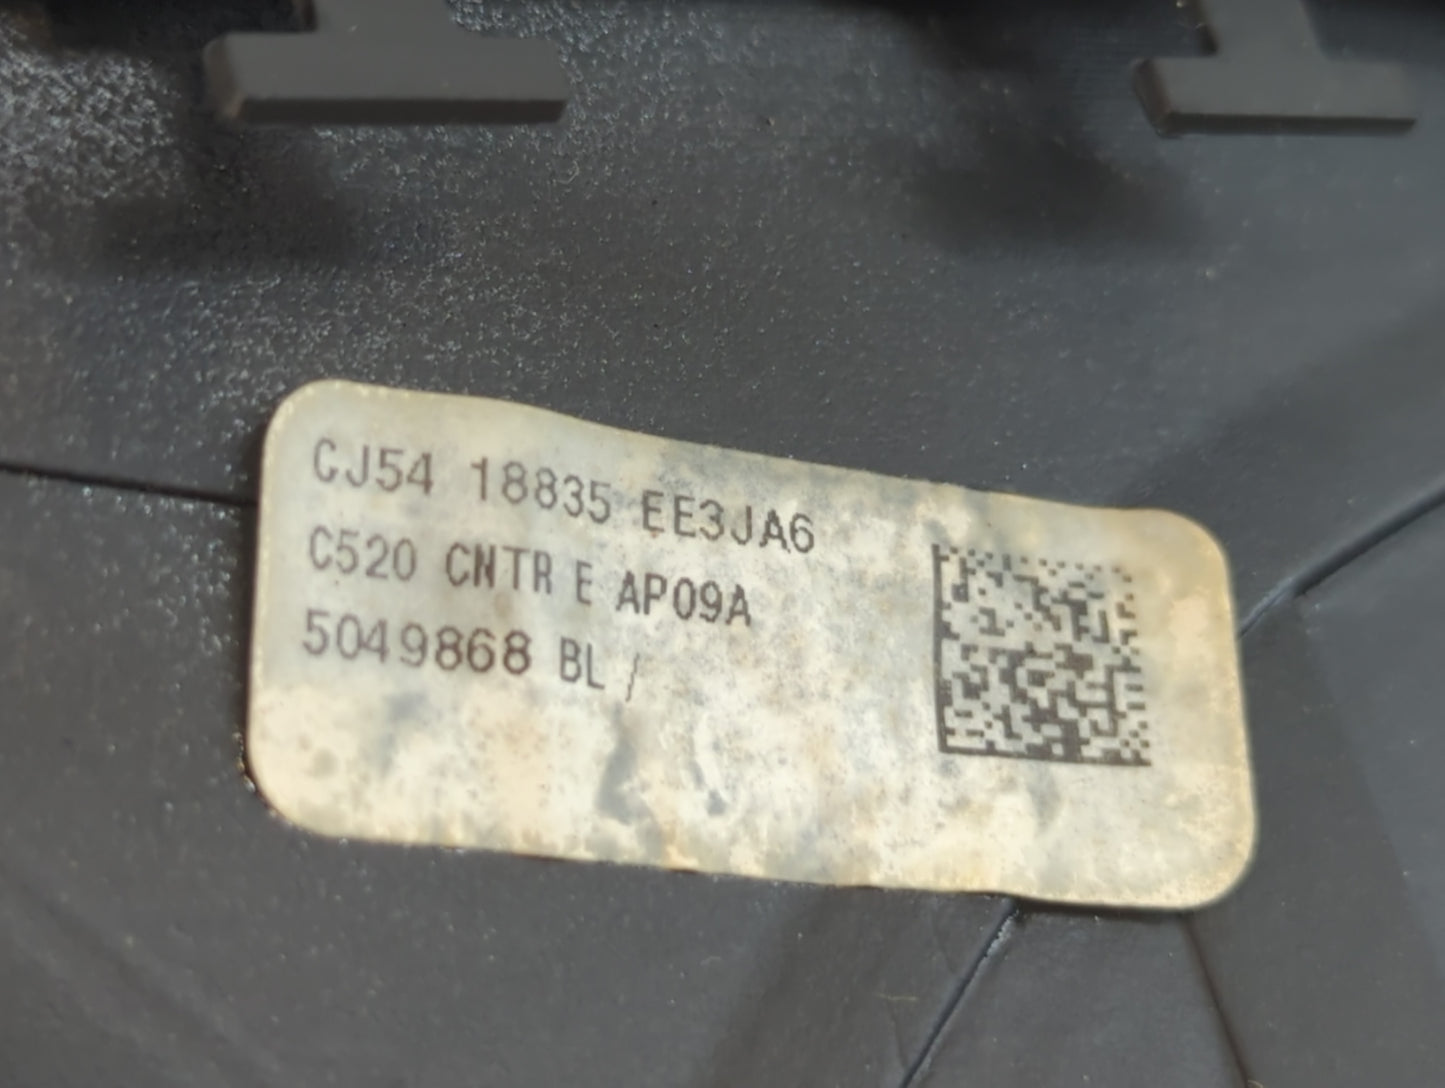 CJ54 18835 EE3JA6
C520 CNTR E AP09A
5049868 BL /